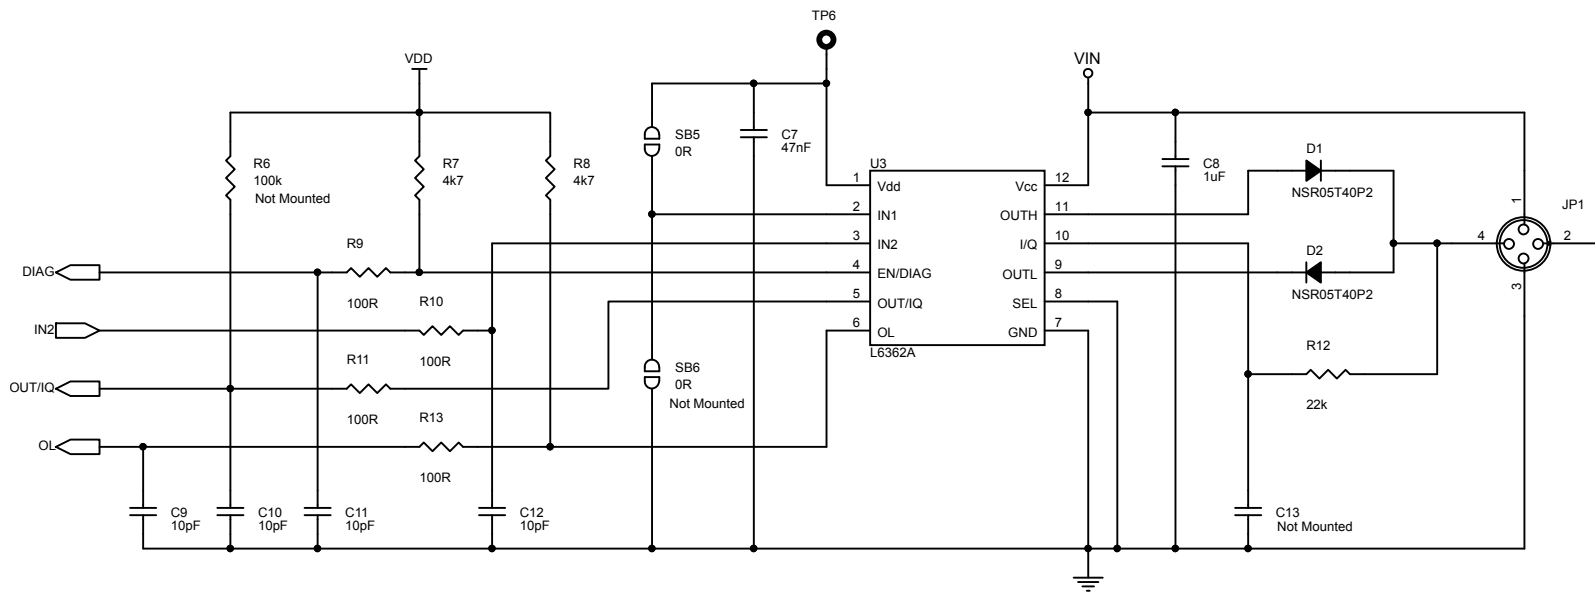 TP6
VDD
VIN
R6
100k
Not Mounted
R7
4k7
R8
4k7
SB5
0R
C7
47nF
U3
1 Vdd
2 IN1
3 IN2
4 EN/DIAG
5 OUT/IQ
6 OL
Vcc 12
OUTH 11
I/Q 10
OUTL 9
SEL 8
GND 7
L6362A
C8
1uF
D1
NSR05T40P2
D2
NSR05T40P2
JP1
1
4
2
3
DIAG
R9
100R
IN2
R10
100R
OUT/IQ
R11
100R
OL
R13
100R
SB6
0R
Not Mounted
R12
22k
C9
10pF
C10
10pF
C11
10pF
C12
10pF
C13
Not Mounted